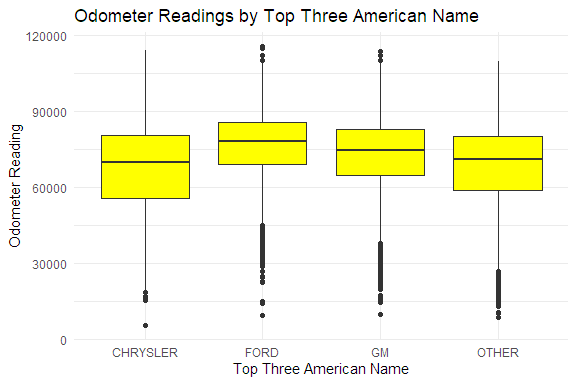 Odometer Readings by Top Three American Name
Odometer Reading
120000
90000
60000
30000
0
CHRYSLER FORD GM OTHER
Top Three American Name